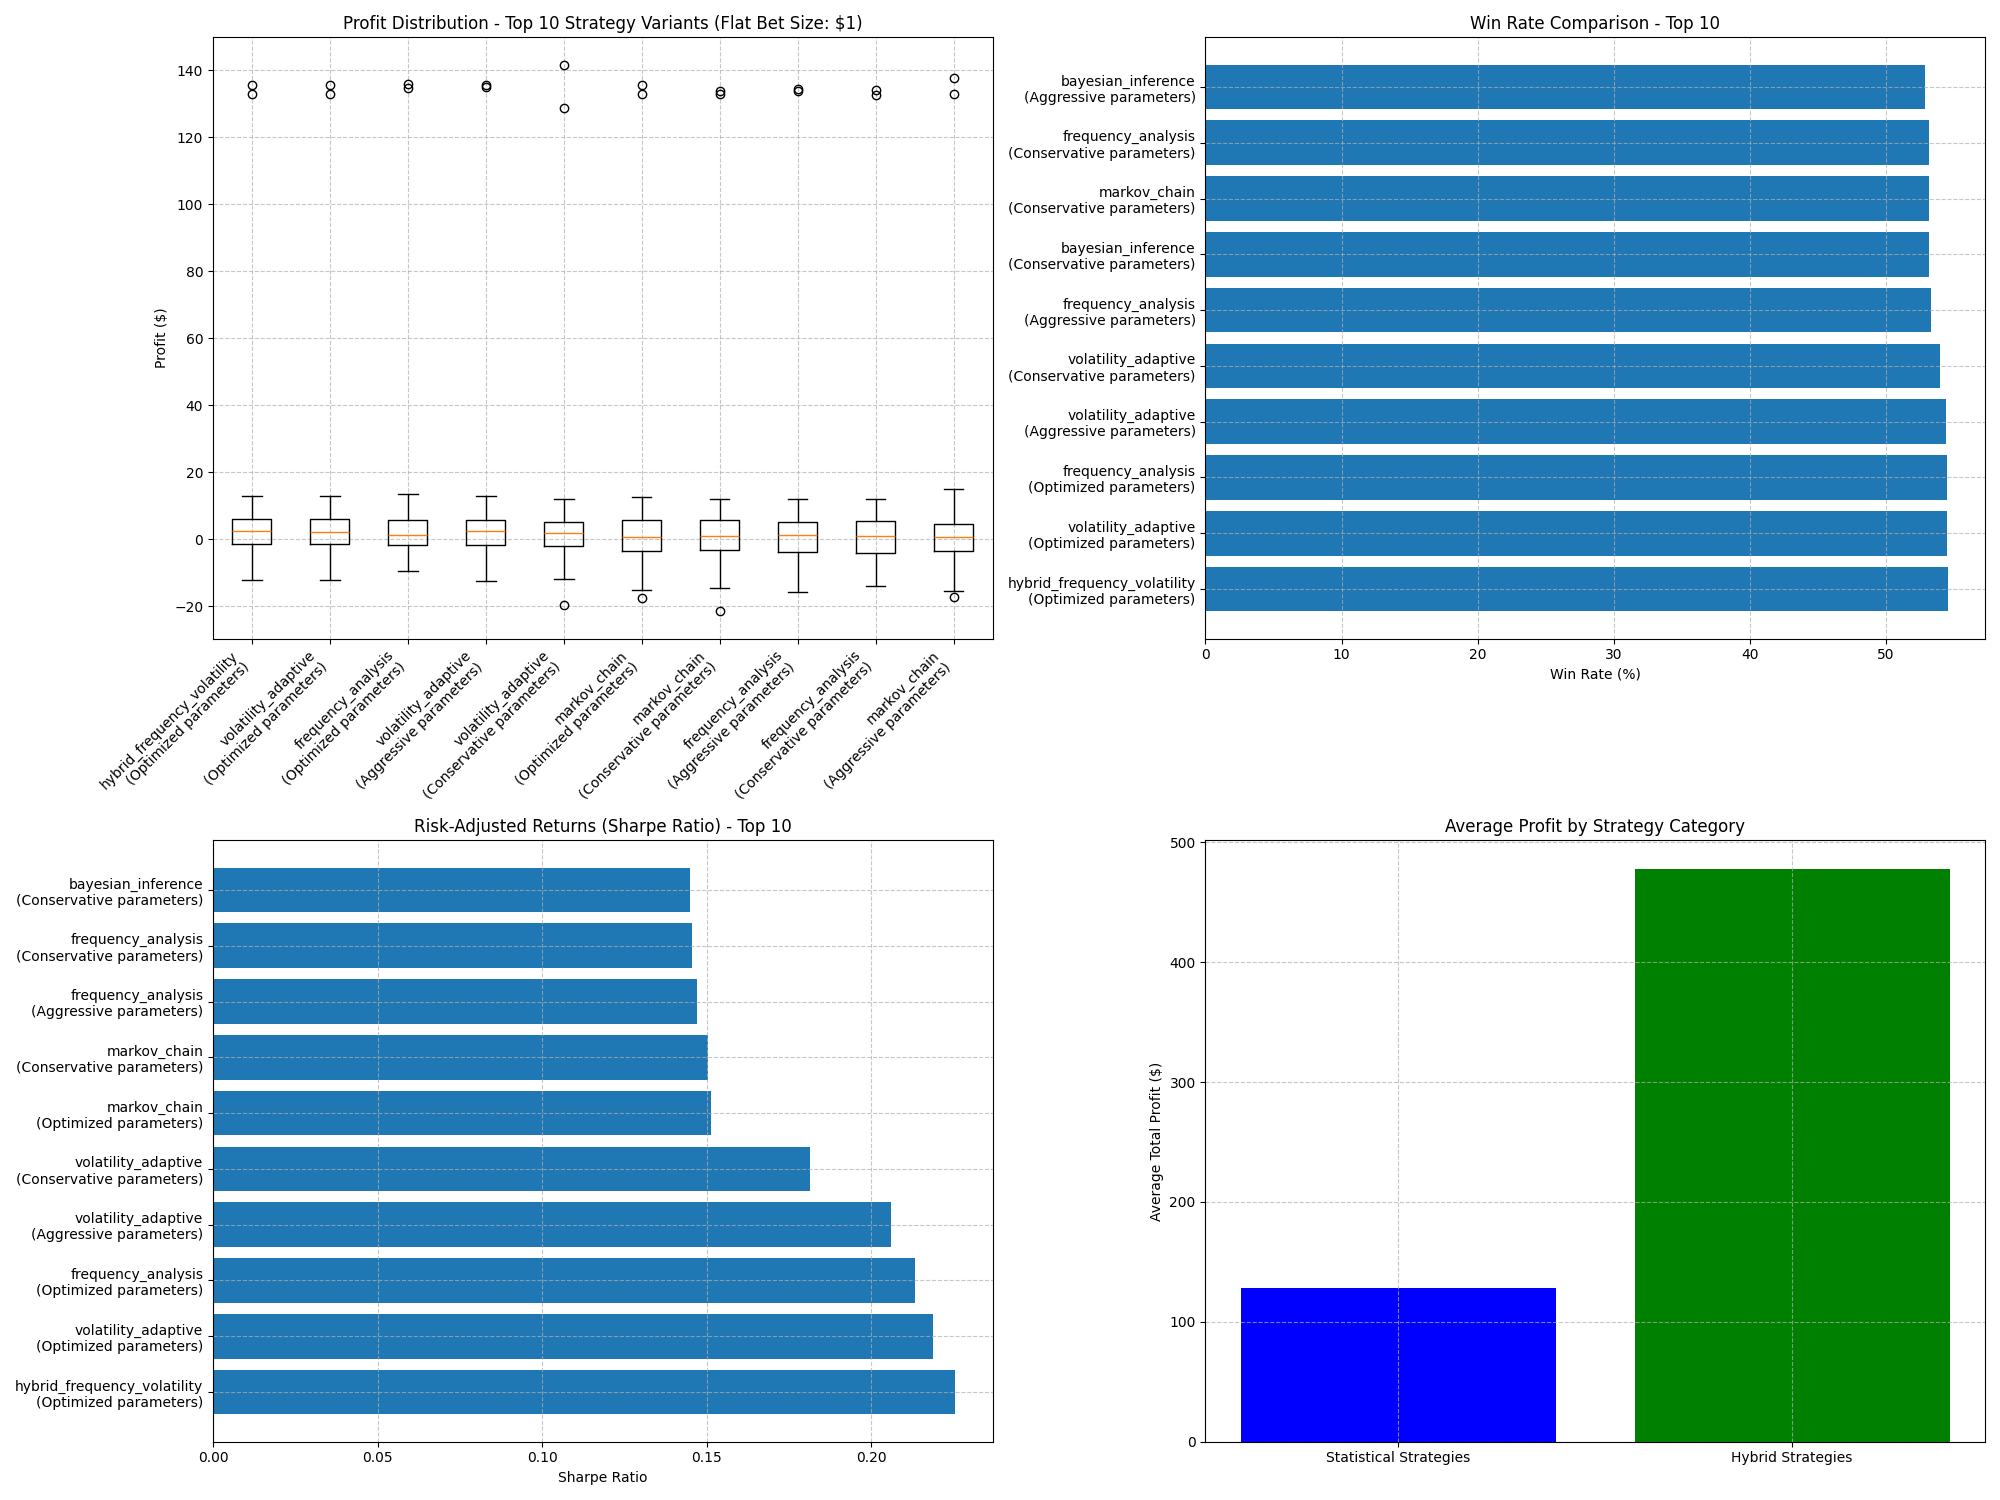 Profit Distribution - Top 10 Strategy Variants (Flat Bet Size: $1)
Profit ($)
140
120
100
80
60
40
20
0
−20
hybrid_frequency_volatility
(Optimized parameters)
volatility_adaptive
(Optimized parameters)
frequency_analysis
(Optimized parameters)
volatility_adaptive
(Aggressive parameters)
volatility_adaptive
(Conservative parameters)
markov_chain
(Optimized parameters)
markov_chain
(Conservative parameters)
frequency_analysis
(Aggressive parameters)
frequency_analysis
(Conservative parameters)
markov_chain
(Aggressive parameters)
Win Rate Comparison - Top 10
bayesian_inference
(Aggressive parameters)
frequency_analysis
(Conservative parameters)
markov_chain
(Conservative parameters)
bayesian_inference
(Conservative parameters)
frequency_analysis
(Aggressive parameters)
volatility_adaptive
(Conservative parameters)
volatility_adaptive
(Aggressive parameters)
frequency_analysis
(Optimized parameters)
volatility_adaptive
(Optimized parameters)
hybrid_frequency_volatility
(Optimized parameters)
0 10 20 30 40 50
Win Rate (%)
Risk-Adjusted Returns (Sharpe Ratio) - Top 10
bayesian_inference
(Conservative parameters)
frequency_analysis
(Conservative parameters)
frequency_analysis
(Aggressive parameters)
markov_chain
(Conservative parameters)
markov_chain
(Optimized parameters)
volatility_adaptive
(Conservative parameters)
volatility_adaptive
(Aggressive parameters)
frequency_analysis
(Optimized parameters)
volatility_adaptive
(Optimized parameters)
hybrid_frequency_volatility
(Optimized parameters)
0.00 0.05 0.10 0.15 0.20
Sharpe Ratio
Average Profit by Strategy Category
Average Total Profit ($)
500
400
300
200
100
0
Statistical Strategies Hybrid Strategies